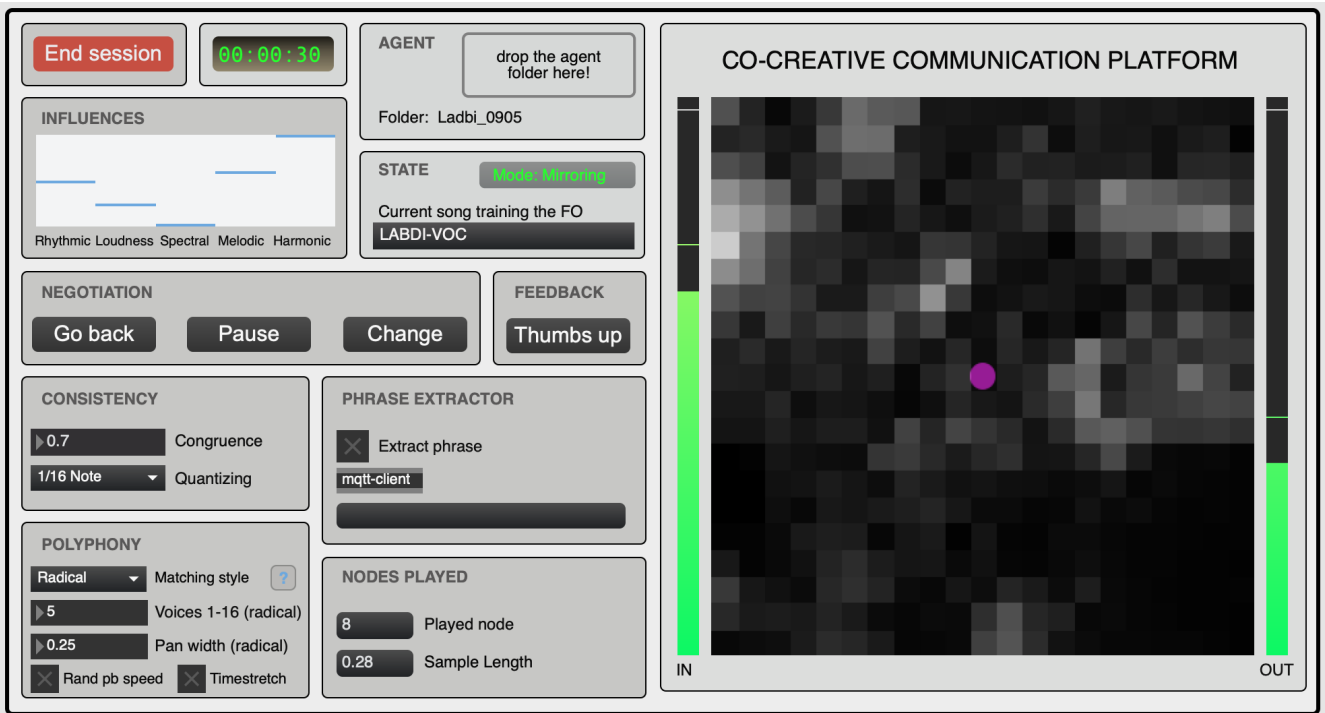 End session
00:00:30
AGENT
drop the agent
folder here!
Folder: Ladbi_0905
INFLUENCES
Rhythmic Loudness Spectral Melodic Harmonic
STATE
Mode: Mirroring
Current song training the FO
LABDI-VOC
NEGOTIATION
Go back
Pause
Change
FEEDBACK
Thumbs up
CONSISTENCY
0.7
Congruence
1/16 Note
Quantizing
PHRASE EXTRACTOR
Extract phrase
mqtt-client
POLYPHONY
Radical
Matching style
?
5
Voices 1-16 (radical)
0.25
Pan width (radical)
Rand pb speed
Timestretch
NODES PLAYED
8
Played node
0.28
Sample Length
CO-CREATIVE COMMUNICATION PLATFORM
IN
OUT